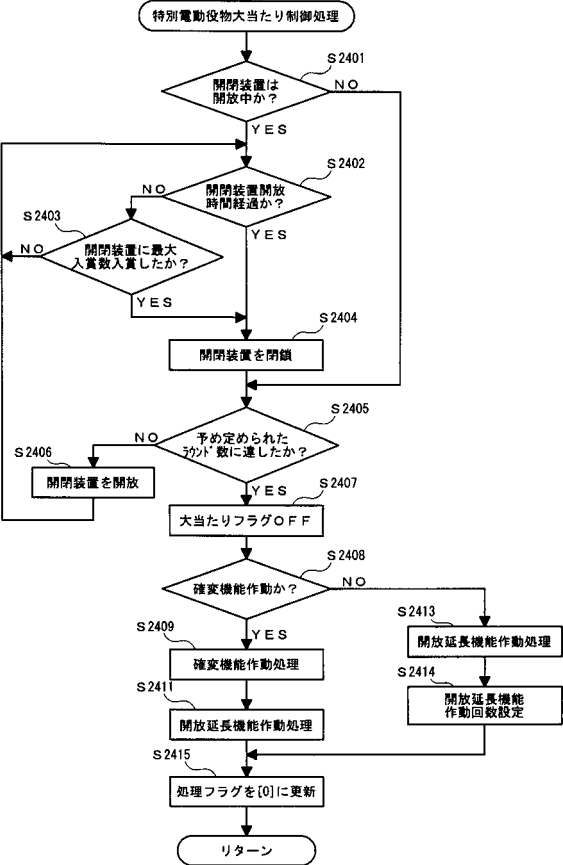 特別電動役物大当たり制御処理
S2401
開閉装置は
開放中か?
NO
YES
S2402
開閉装置開放
時間経過か?
NO
YES
S2403
開閉装置に最大
入賞数入賞したか?
NO
YES
S2404
開閉装置を閉鎖
S2405
予め定められた
ﾗｳﾝﾄﾞ数に達したか?
NO
YES
S2406
開閉装置を開放
S2407
大当たりフラグOFF
S2408
確変機能作動か?
NO
YES
S2409
確変機能作動処理
S2413
開放延長機能作動処理
S2411
開放延長機能作動処理
S2414
開放延長機能
作動回数設定
S2415
処理フラグを[0]に更新
リターン